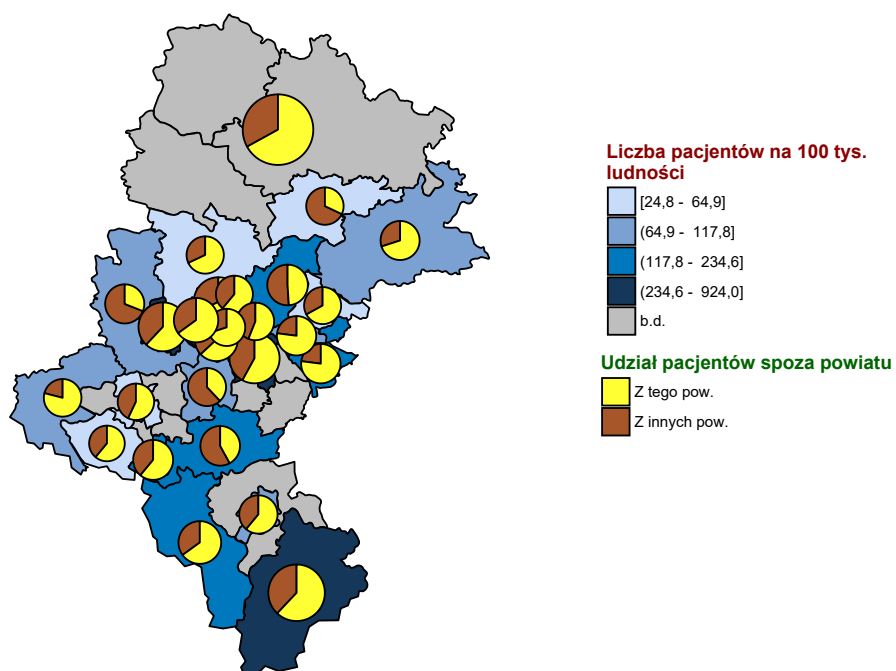 Liczba pacjentów na 100 tys.
ludności
[24,8 - 64,9]
(64,9 - 117,8]
(117,8 - 234,6]
(234,6 - 924,0]
b.d.
Udział pacjentów spoza powiatu
Z tego pow.
Z innych pow.